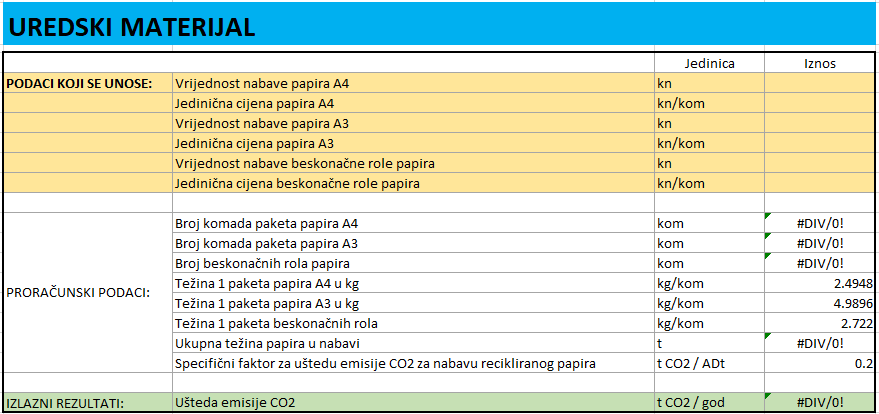 UREDSKI MATERIJAL
Jedinica Iznos
PODACI KOJI SE UNOSE: Vrijednost nabave papira A4 kn
Jedinična cijena papira A4 kn/kom
Vrijednost nabave papira A3 kn
Jedinična cijena papira A3 kn/kom
Vrijednost nabave beskonačne role papira kn
Jedinična cijena beskonačne role papira kn/kom
Broj komada paketa papira A4 kom #DIV/0!
Broj komada paketa papira A3 kom #DIV/0!
Broj beskonačnih rola papira kom #DIV/0!
Težina 1 paketa papira A4 u kg kg/kom 2.4948
PRORAČUNSKI PODACI: Težina 1 paketa papira A3 u kg kg/kom 4.9896
Težina 1 paketa beskonačnih rola kg/kom 2.722
Ukupna težina papira u nabavi t #DIV/0!
Specifični faktor za uštedu emisije CO2 za nabavu recikliranog papira t CO2 / ADt 0.2
IZLAZNI REZULTATI: Ušteda emisije CO2 t CO2 / god #DIV/0!